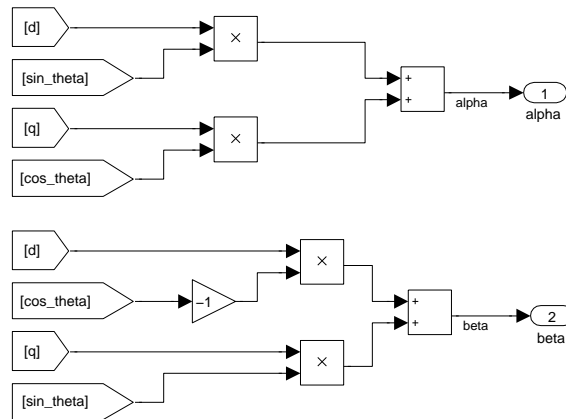 [d]
×
[sin_theta]
+
+
alpha
1
alpha
[q]
×
[cos_theta]
[d]
×
[cos_theta]
–1
+
+
beta
2
beta
[q]
×
[sin_theta]